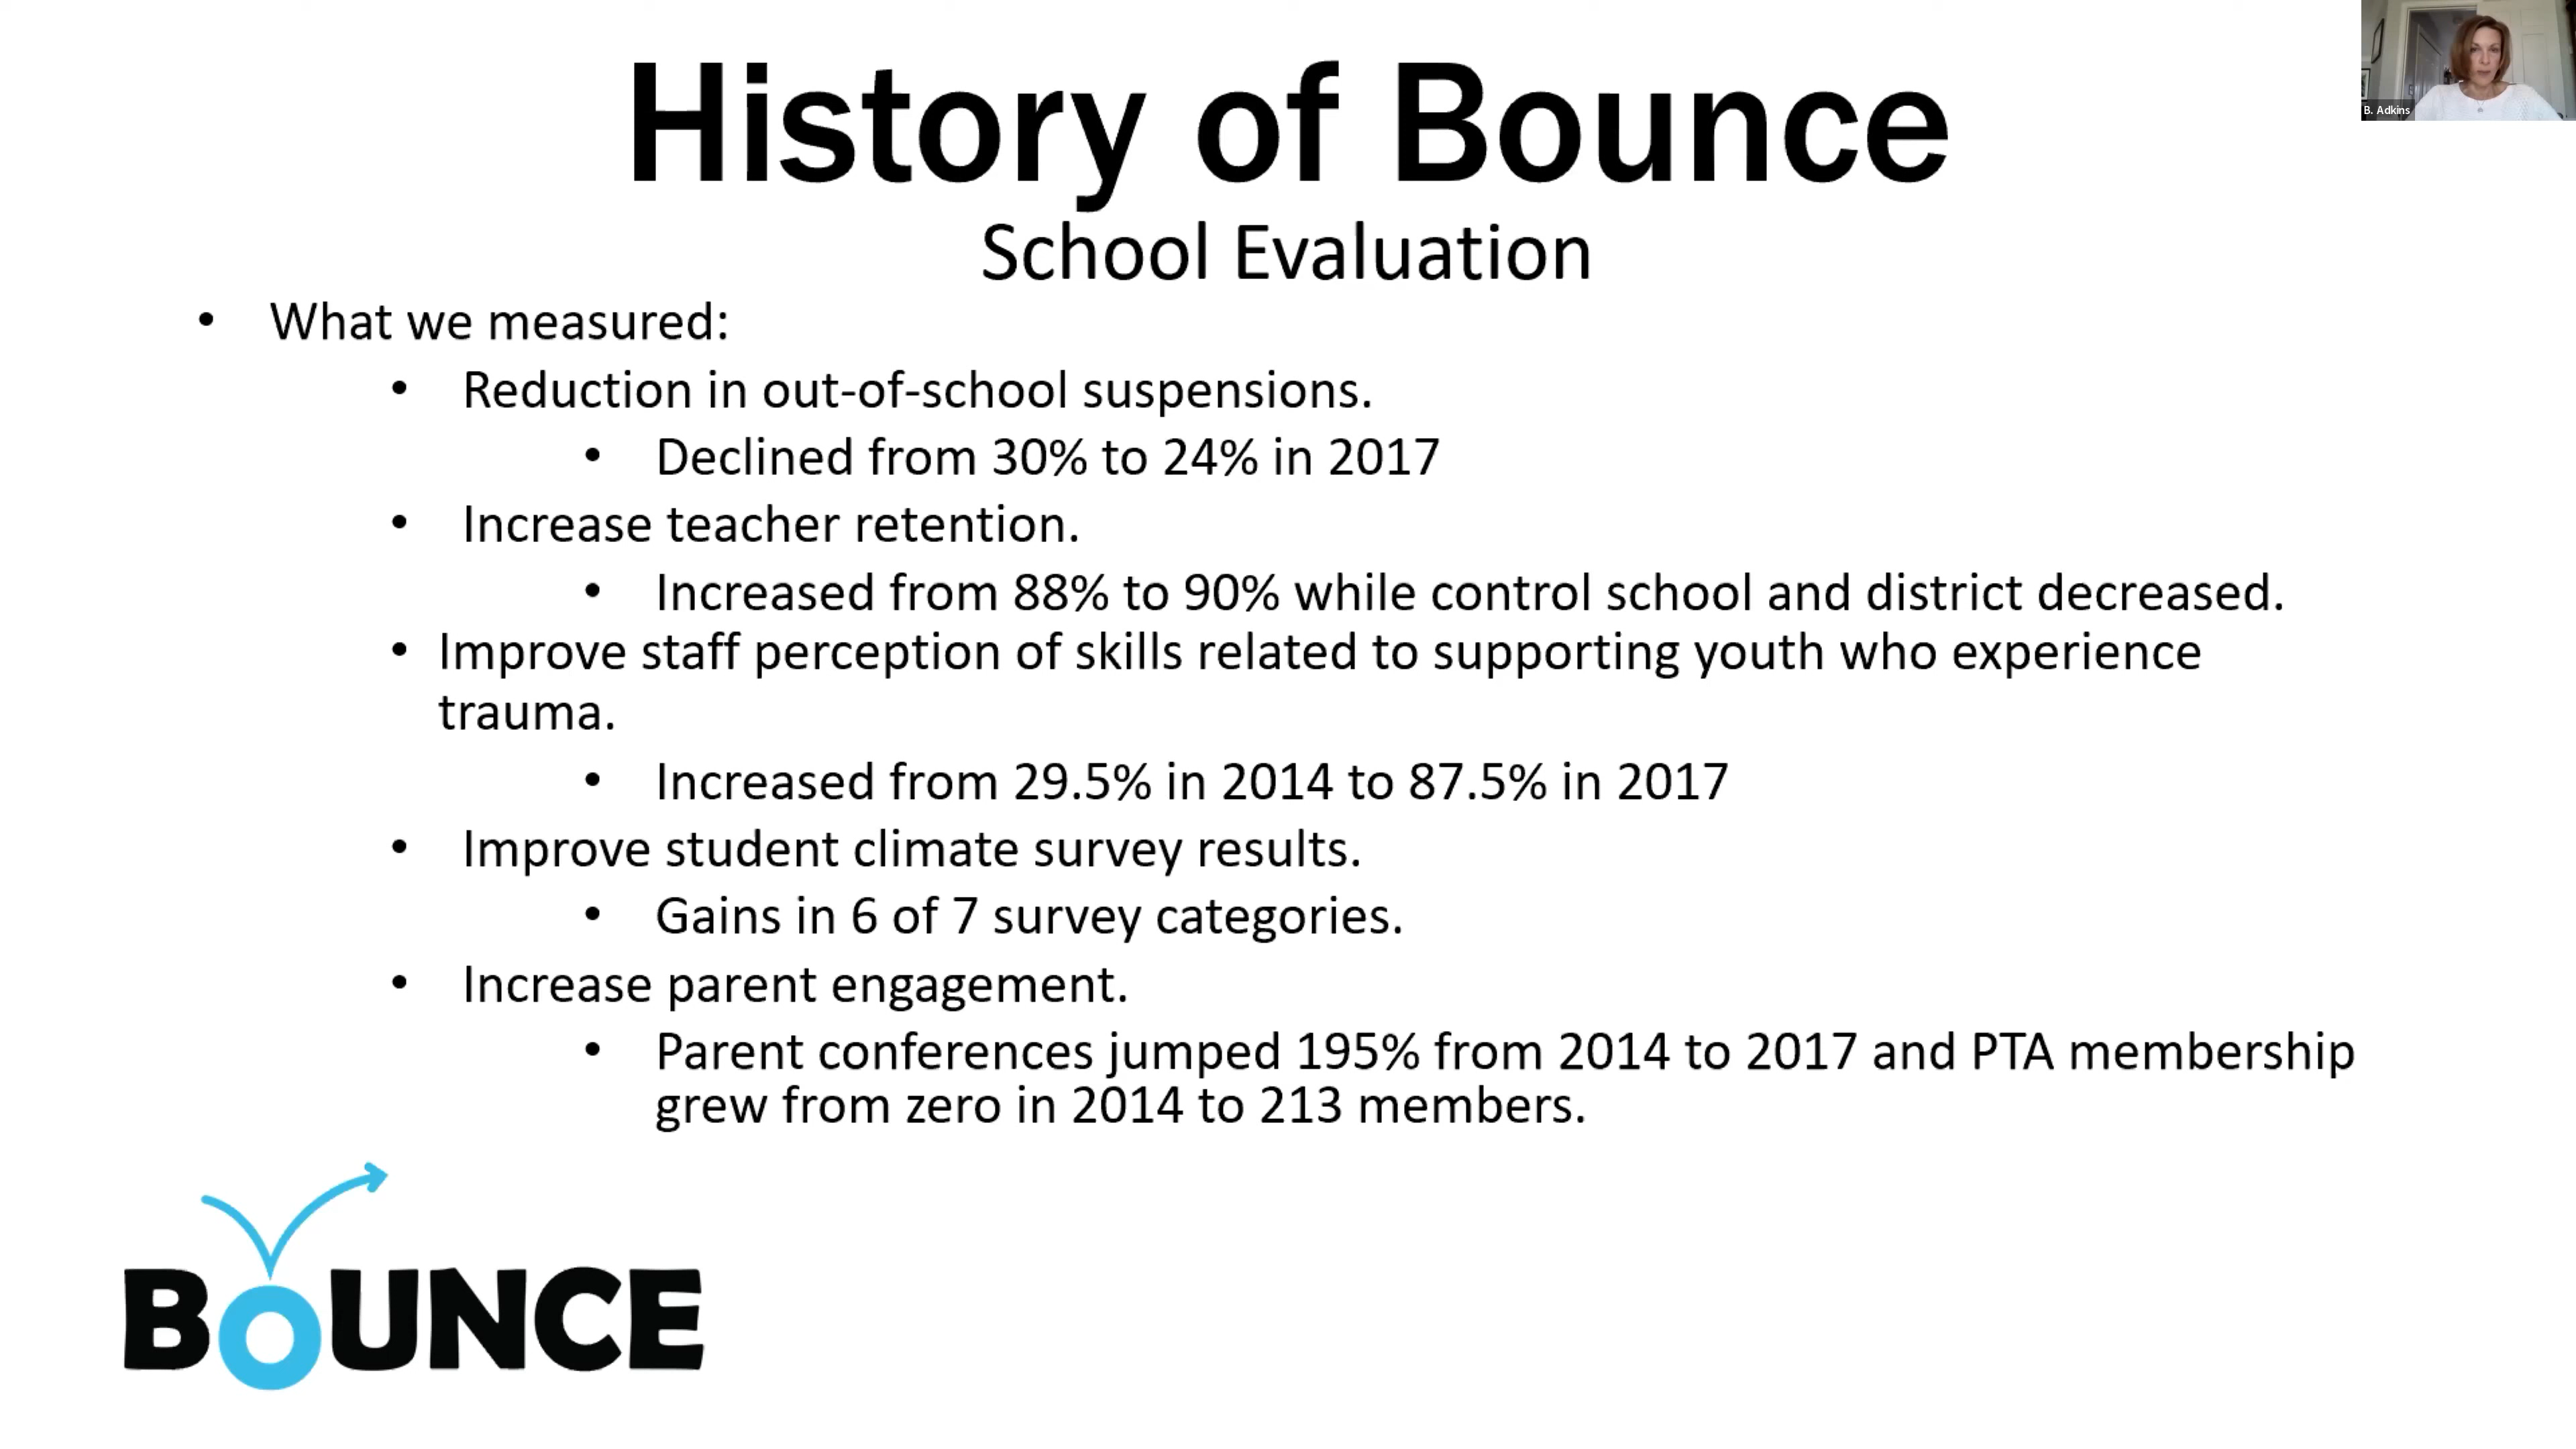 History of Bounce
B. Adkins
School Evaluation
• What we measured:
• Reduction in out-of-school suspensions.
• Declined from 30% to 24% in 2017
• Increase teacher retention.
• Increased from 88% to 90% while control school and district decreased.
• Improve staff perception of skills related to supporting youth who experience
trauma.
• Increased from 29.5% in 2014 to 87.5% in 2017
• Improve student climate survey results.
• Gains in 6 of 7 survey categories.
• Increase parent engagement.
• Parent conferences jumped 195% from 2014 to 2017 and PTA membership
grew from zero in 2014 to 213 members.
BOUNCE